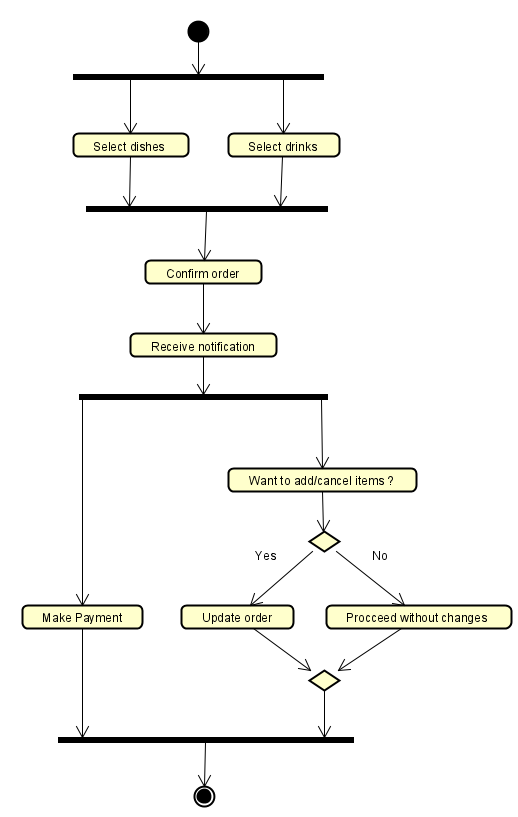 Select dishes
Select drinks
Confirm order
Receive notification
Want to add/cancel items ?
Yes
No
Make Payment
Update order
Procceed without changes